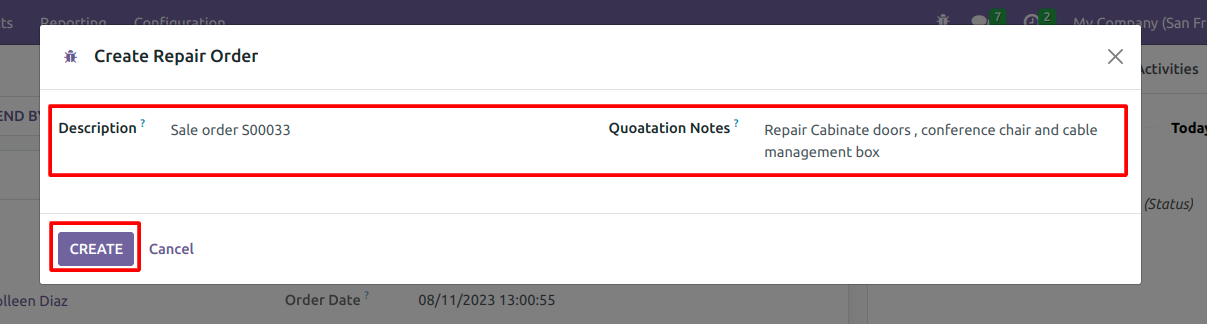 ts Reporting Configuration 7 2 My Company (San Fr
Create Repair Order
Activities
END BY
Description ? Sale order S00033 Quoatation Notes ? Repair Cabinate doors , conference chair and cable
management box
Today
(Status)
CREATE Cancel
olleen Diaz Order Date ? 08/11/2023 13:00:55